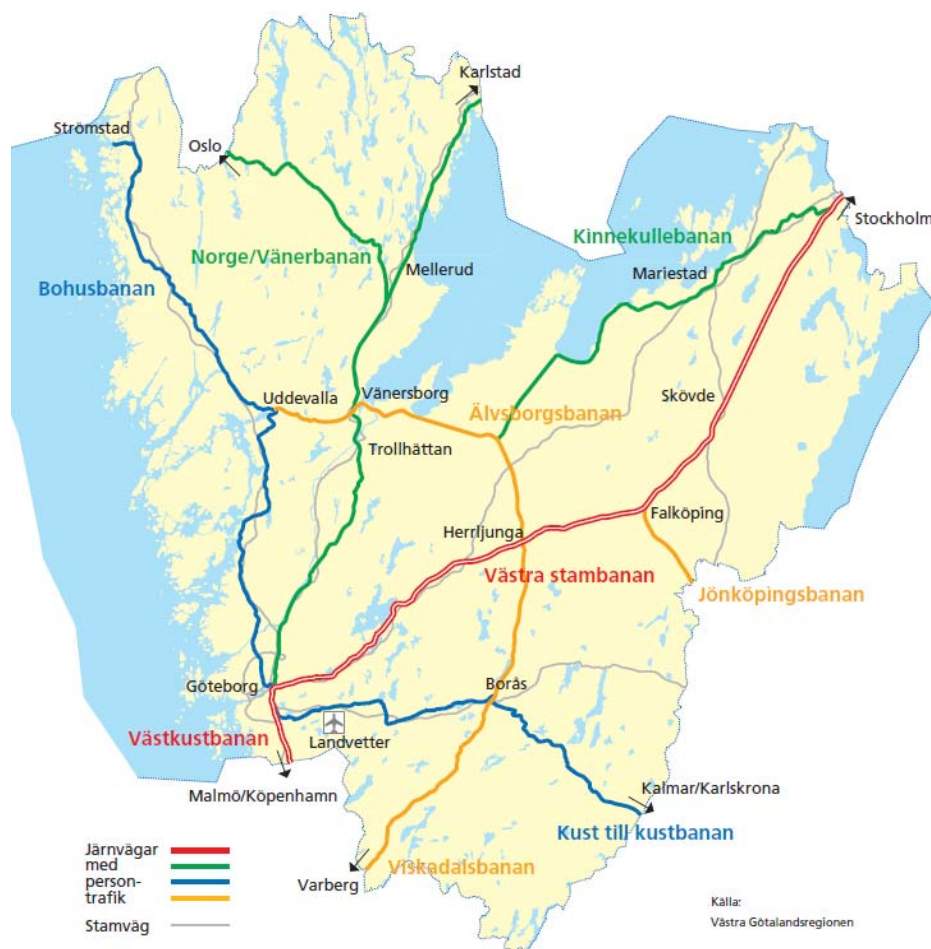 Karlstad
Strömstad
Oslo
Stockholm
Kinnekullebanan
Norge/Vänerbanan
Mellerud
Mariestad
Bohusbanan
Skövde
Uddevalla
Vänersborg
Älvsborgsbanan
Trollhättan
Falköping
Herrljunga
Västra stambanan
Jönköpingsbanan
Göteborg
Borås
Västkustbanan
Landvetter
Malmö/Köpenhamn
Kalmar/Karlskrona
Kust till kustbanan
Viskadalsbanan
Varberg
Järnvägar
med
person-
trafik
Stamväg
Källa:
Västra Götalandsregionen